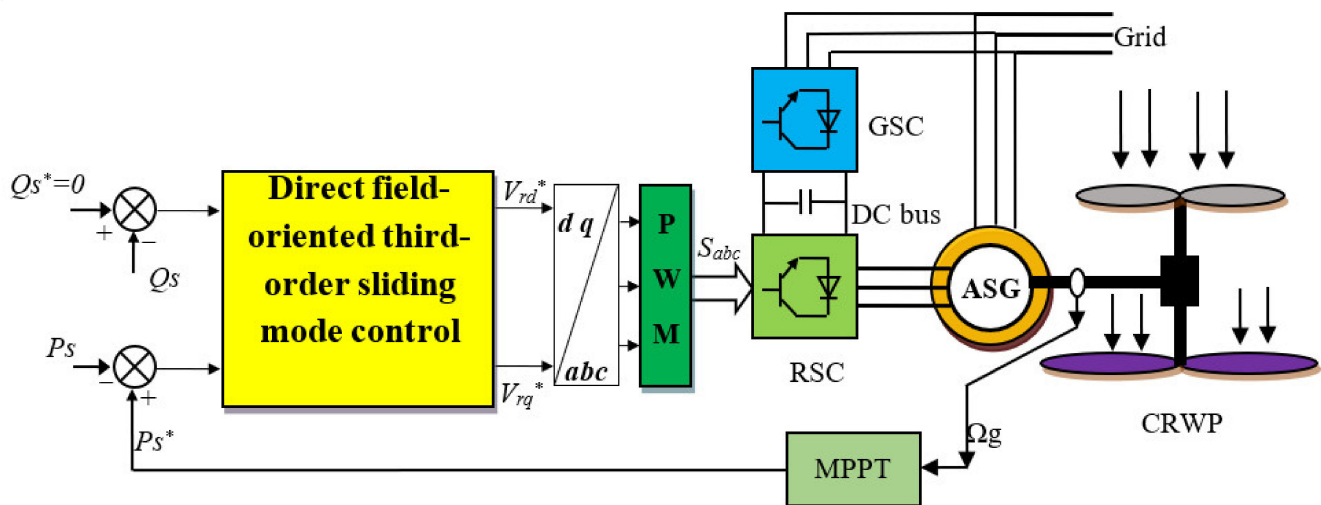 Grid
GSC
DC bus
Qs*=0
+
−
Qs
Direct field-
oriented third-
order sliding
mode control
Vrd*
d q
abc
Vrq*
P
W
M
Sabc
RSC
ASG
CRWP
Ps
−
+
Ps*
MPPT
Ωg